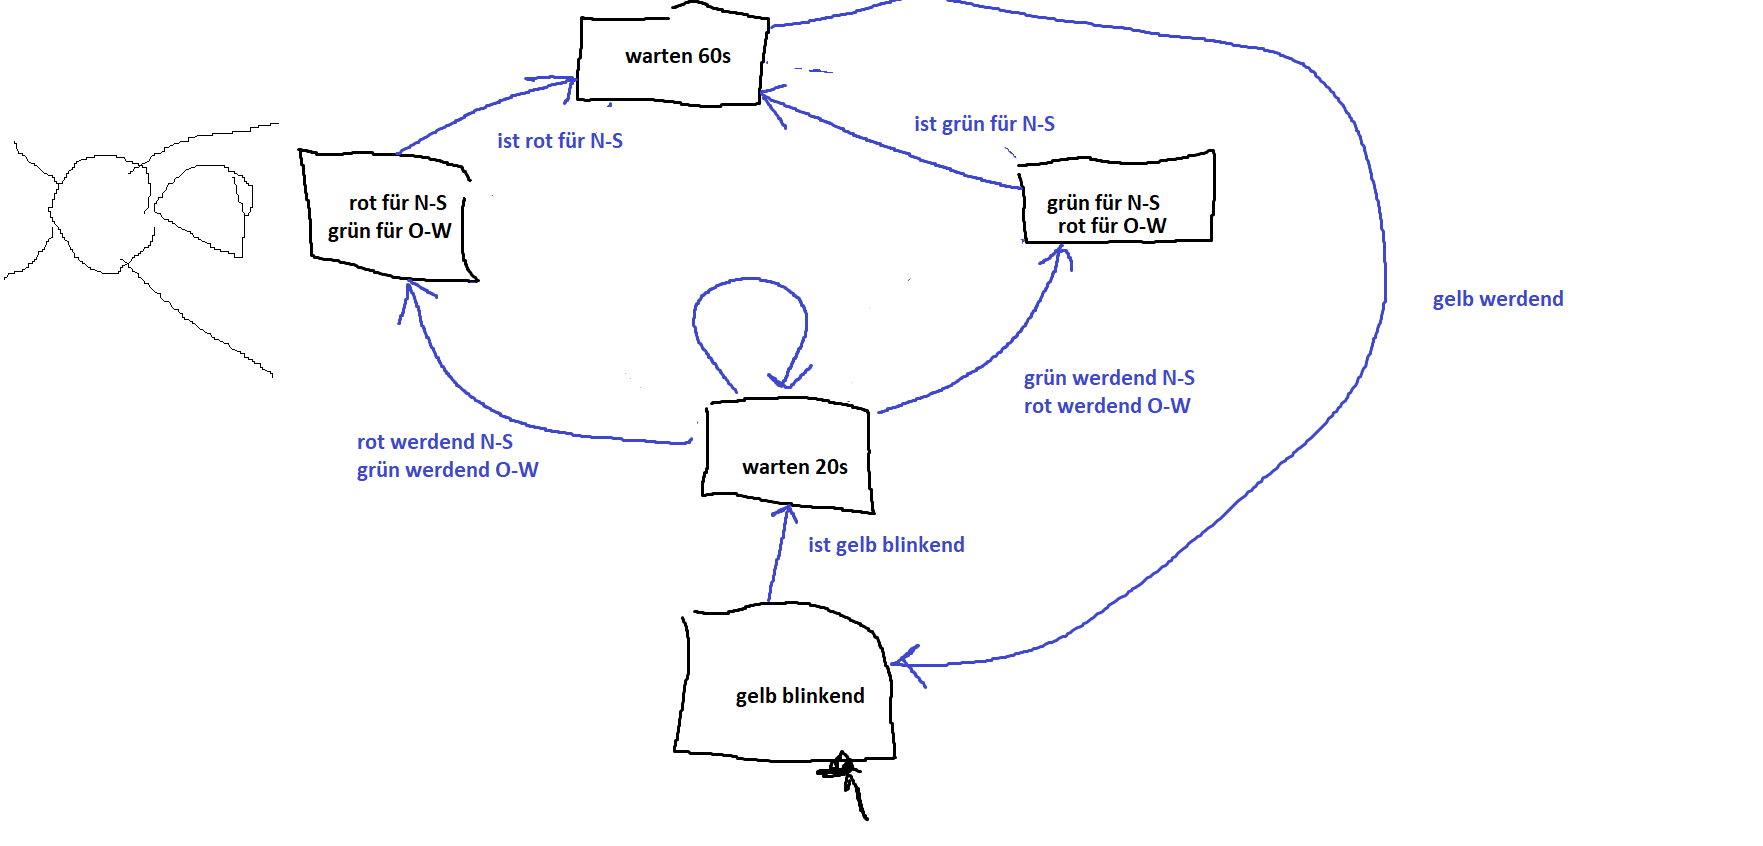 warten 60s
ist rot für N-S
ist grün für N-S
rot für N-S
grün für O-W
grün für N-S
rot für O-W
gelb werdend
grün werdend N-S
rot werdend O-W
rot werdend N-S
grün werdend O-W
warten 20s
ist gelb blinkend
gelb blinkend